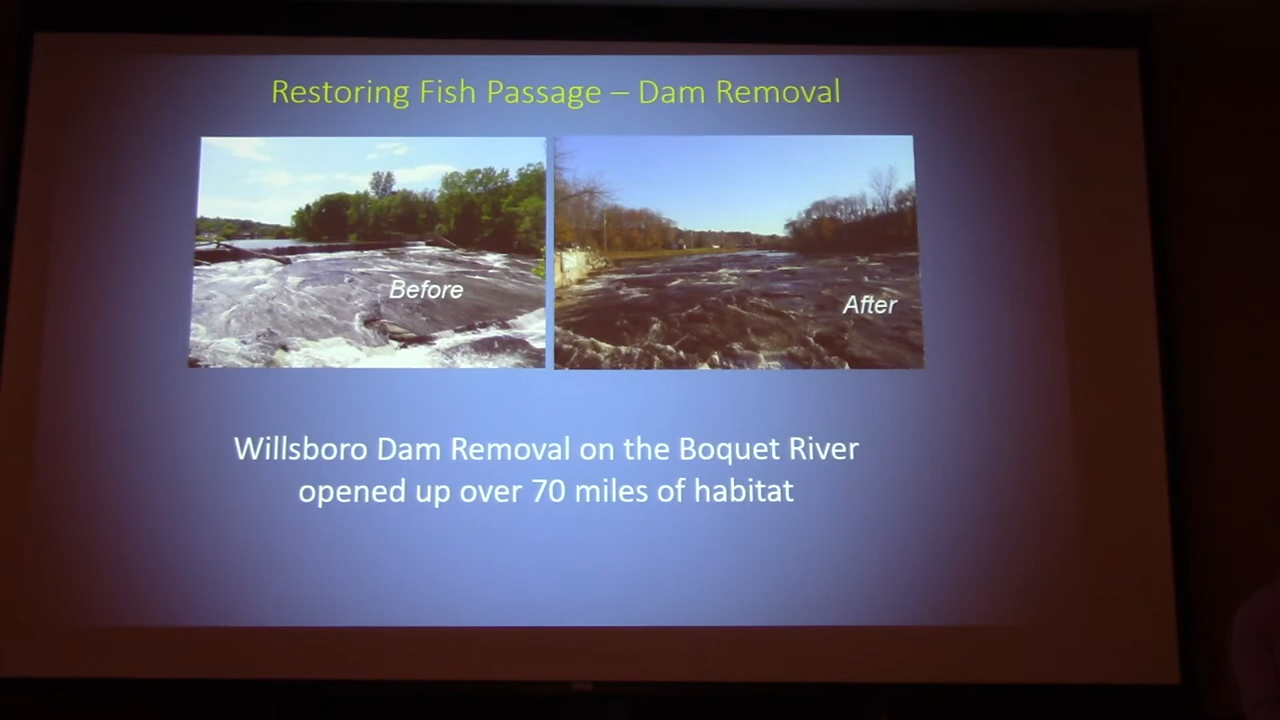 Restoring Fish Passage – Dam Removal
Before
After
Willsboro Dam Removal on the Boquet River
opened up over 70 miles of habitat